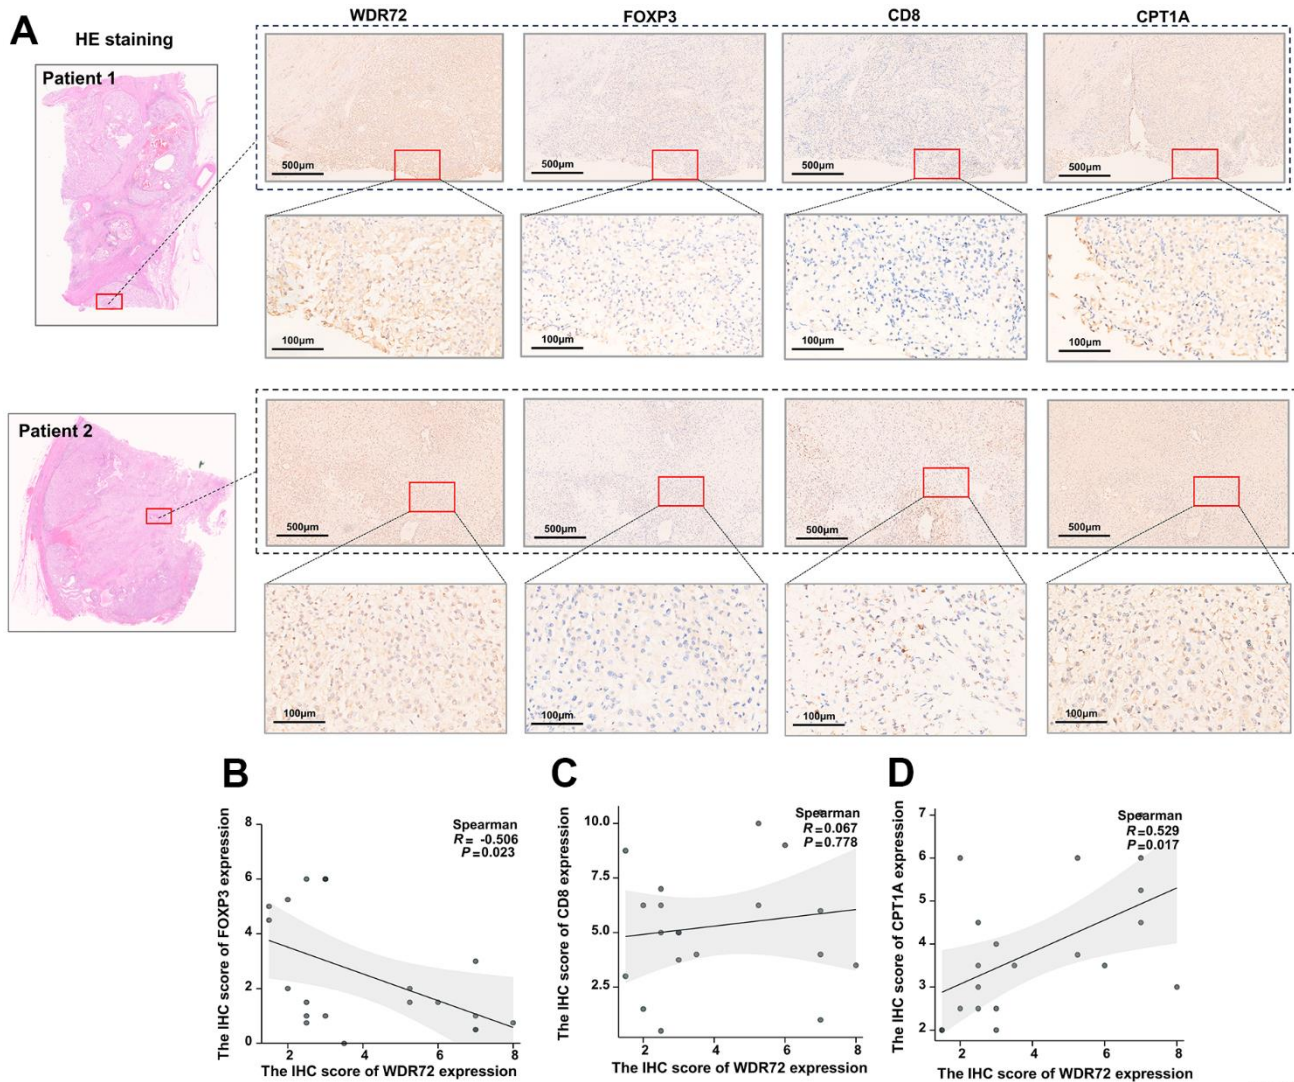 A
HE staining
WDR72
FOXP3
CD8
CPT1A
Patient 1
500μm
500μm
500μm
500μm
100μm
100μm
100μm
100μm
Patient 2
500μm
500μm
500μm
500μm
100μm
100μm
100μm
100μm
B
Spearman
R= -0.506
P=0.023
The IHC score of FOXP3 expression
8
6
4
2
0
2
4
6
8
The IHC score of WDR72 expression
C
Spearman
R=0.067
P=0.778
The IHC score of CD8 expression
10.0
7.5
5.0
2.5
2
4
6
8
The IHC score of WDR72 expression
D
Spearman
R=0.529
P=0.017
The IHC score of CPT1A expression
7
6
5
4
3
2
2
4
6
8
The IHC score of WDR72 expression